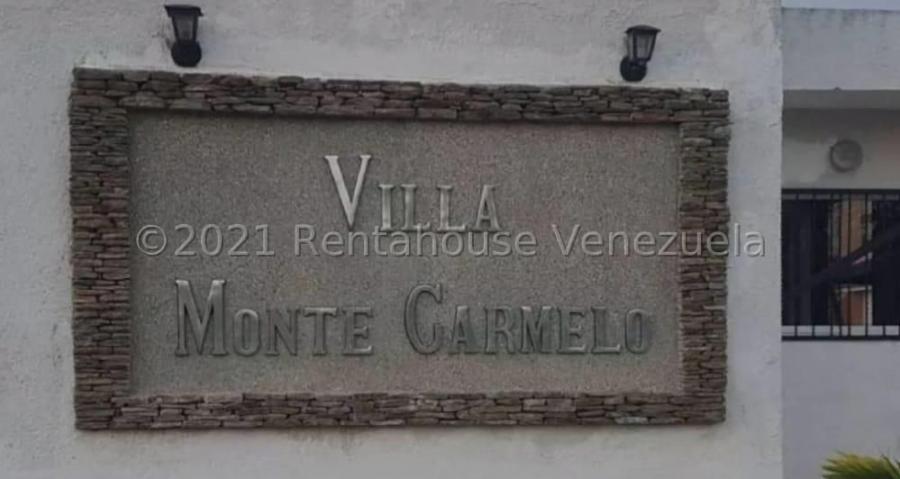 VILLA
©2021 Rentahouse Venezuela
MONTE CARMELO